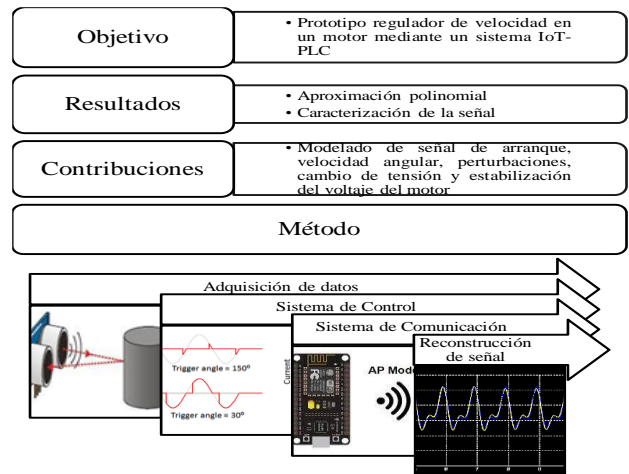 Objetivo
• Prototipo regulador de velocidad en
un motor mediante un sistema IoT-
PLC
Resultados
• Aproximación polinomial
• Caracterización de la señal
Contribuciones
• Modelado de señal de arranque,
velocidad angular, perturbaciones,
cambio de tensión y estabilización
del voltaje del motor
Método
Adquisición de datos
Sistema de Control
Sistema de Comunicación
Reconstrucción
de señal
Trigger angle = 150º
Trigger angle = 30º
Current
AP Mode